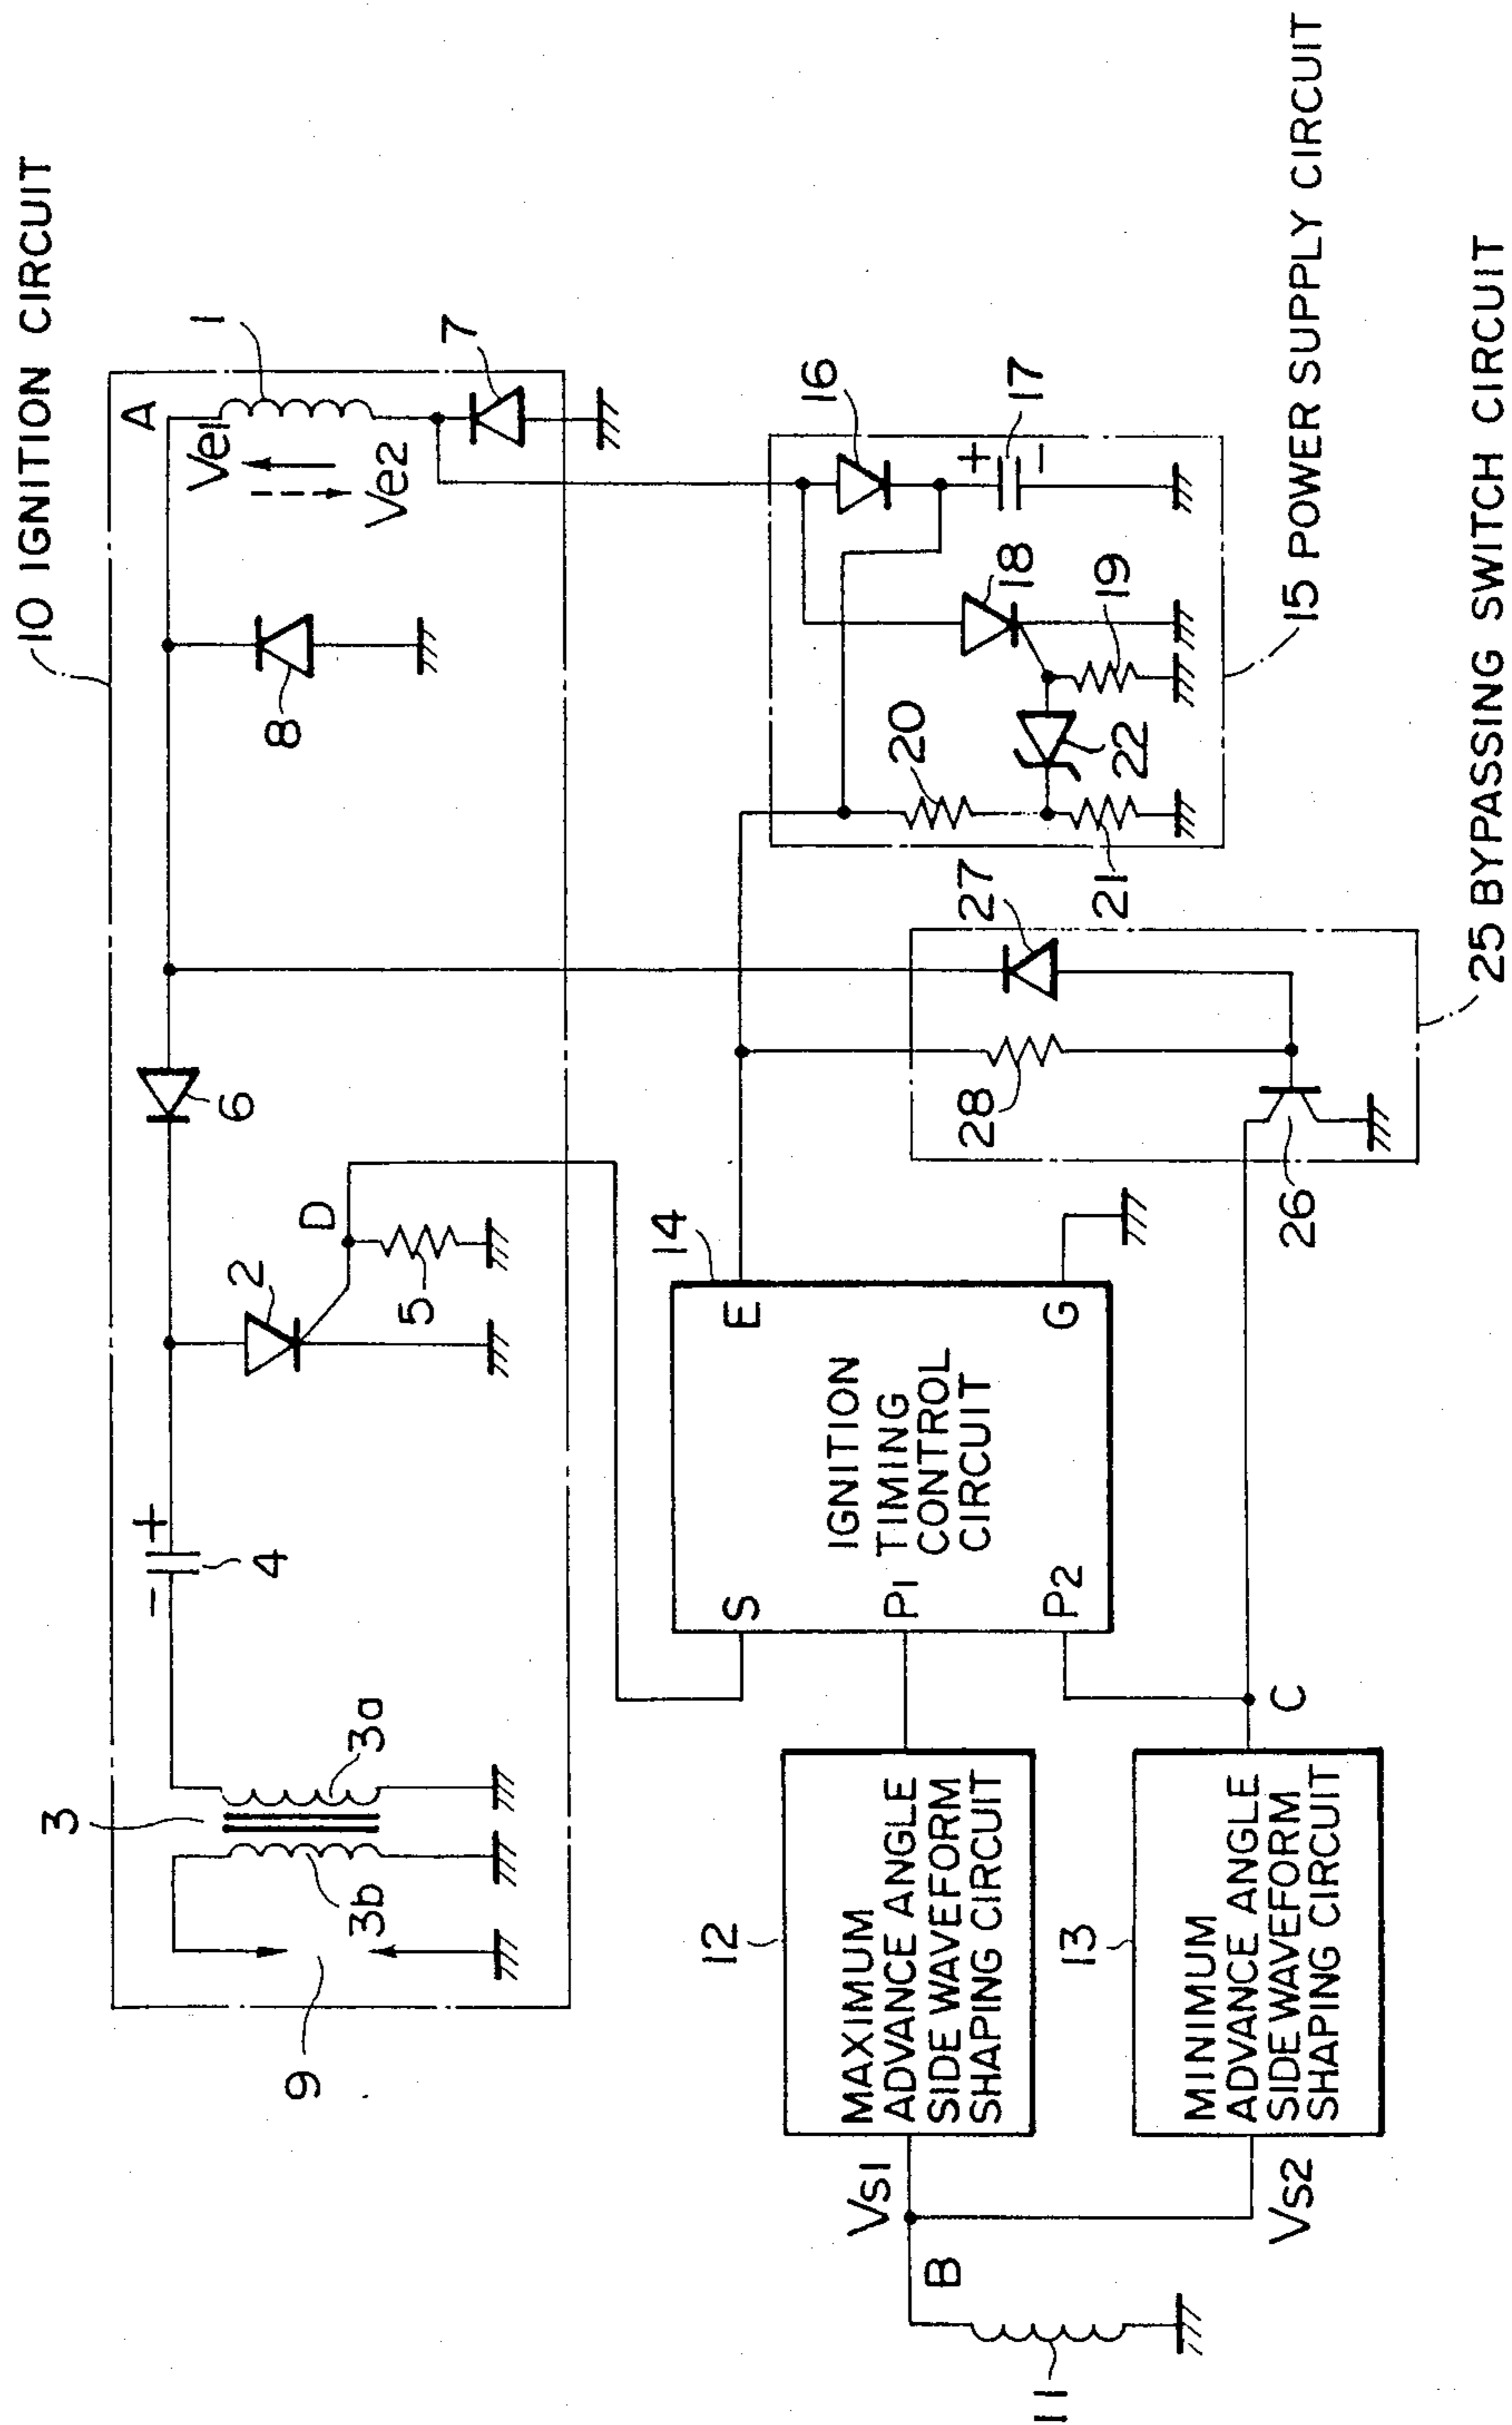 10 IGNITION CIRCUIT
A
1
Ve1
Ve2
7
8
6
D
2
5
+
-
4
3
3a
3b
9
16
+
17
-
18
19
20
22
21
15 POWER SUPPLY CIRCUIT
27
28
26
25 BYPASSING SWITCH CIRCUIT
14
E
G
IGNITION
TIMING
CONTROL
CIRCUIT
S
P1
P2
C
12
MAXIMUM
ADVANCE ANGLE
SIDE WAVEFORM
SHAPING CIRCUIT
13
MINIMUM
ADVANCE ANGLE
SIDE WAVEFORM
SHAPING CIRCUIT
Vs1
Vs2
B
11